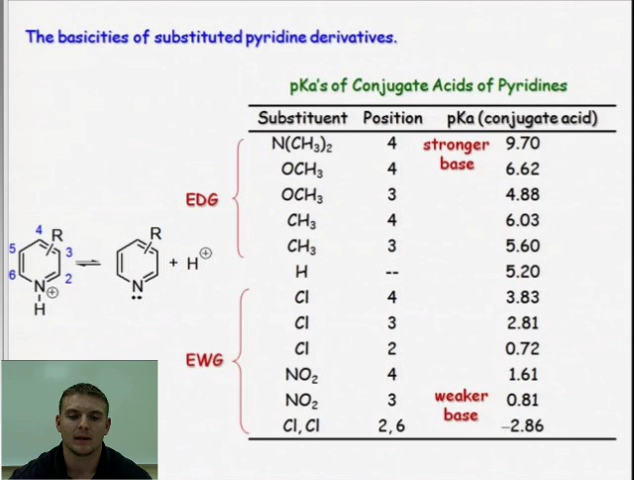 The basicities of substituted pyridine derivatives.
pKa's of Conjugate Acids of Pyridines
Substituent Position pKa (conjugate acid)
N(CH₃)₂ 4 stronger base 9.70
OCH₃ 4 6.62
EDG OCH₃ 3 4.88
CH₃ 4 6.03
CH₃ 3 5.60
H -- 5.20
Cl 4 3.83
Cl 3 2.81
EWG Cl 2 0.72
NO₂ 4 1.61
NO₂ 3 weaker base 0.81
Cl, Cl 2,6 −2.86
4 R R
5 3
⇌ + H⊕
6 2
N⊕ N
H